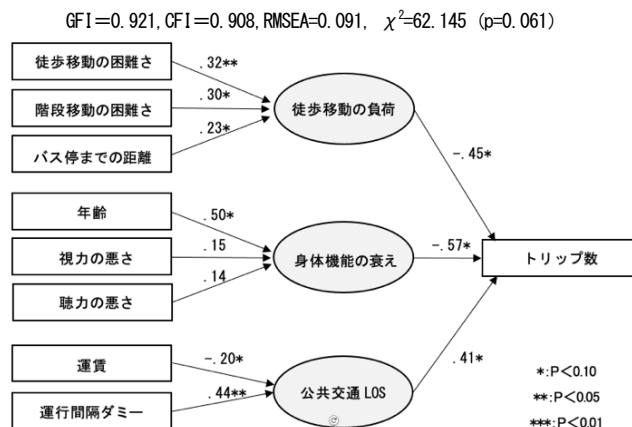 GFI=0.921, CFI=0.908, RMSEA=0.091, χ²=62.145 (p=0.061)
徒歩移動の困難さ
.32**
階段移動の困難さ
.30*
徒歩移動の負荷
バス停までの距離
.23*
-.45*
年齢
.50*
視力の悪さ
.15
身体機能の衰え
-.57*
トリップ数
聴力の悪さ
.14
運賃
-.20*
.41*
*:P<0.10
運行間隔ダミー
.44**
公共交通 LOS
**:P<0.05
***:P<0.01